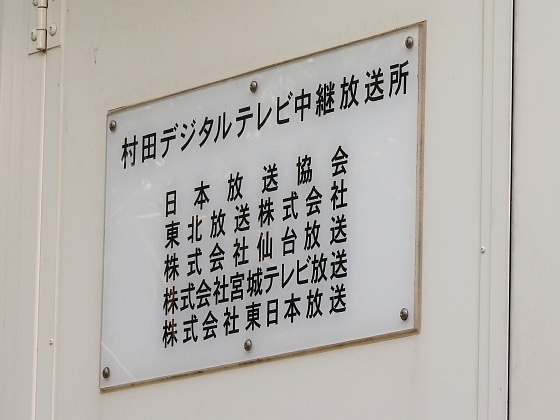 村田デジタルテレビ中継放送所
日本放送協会
東北放送株式会社
株式会社仙台放送
株式会社宮城テレビ放送
株式会社東日本放送